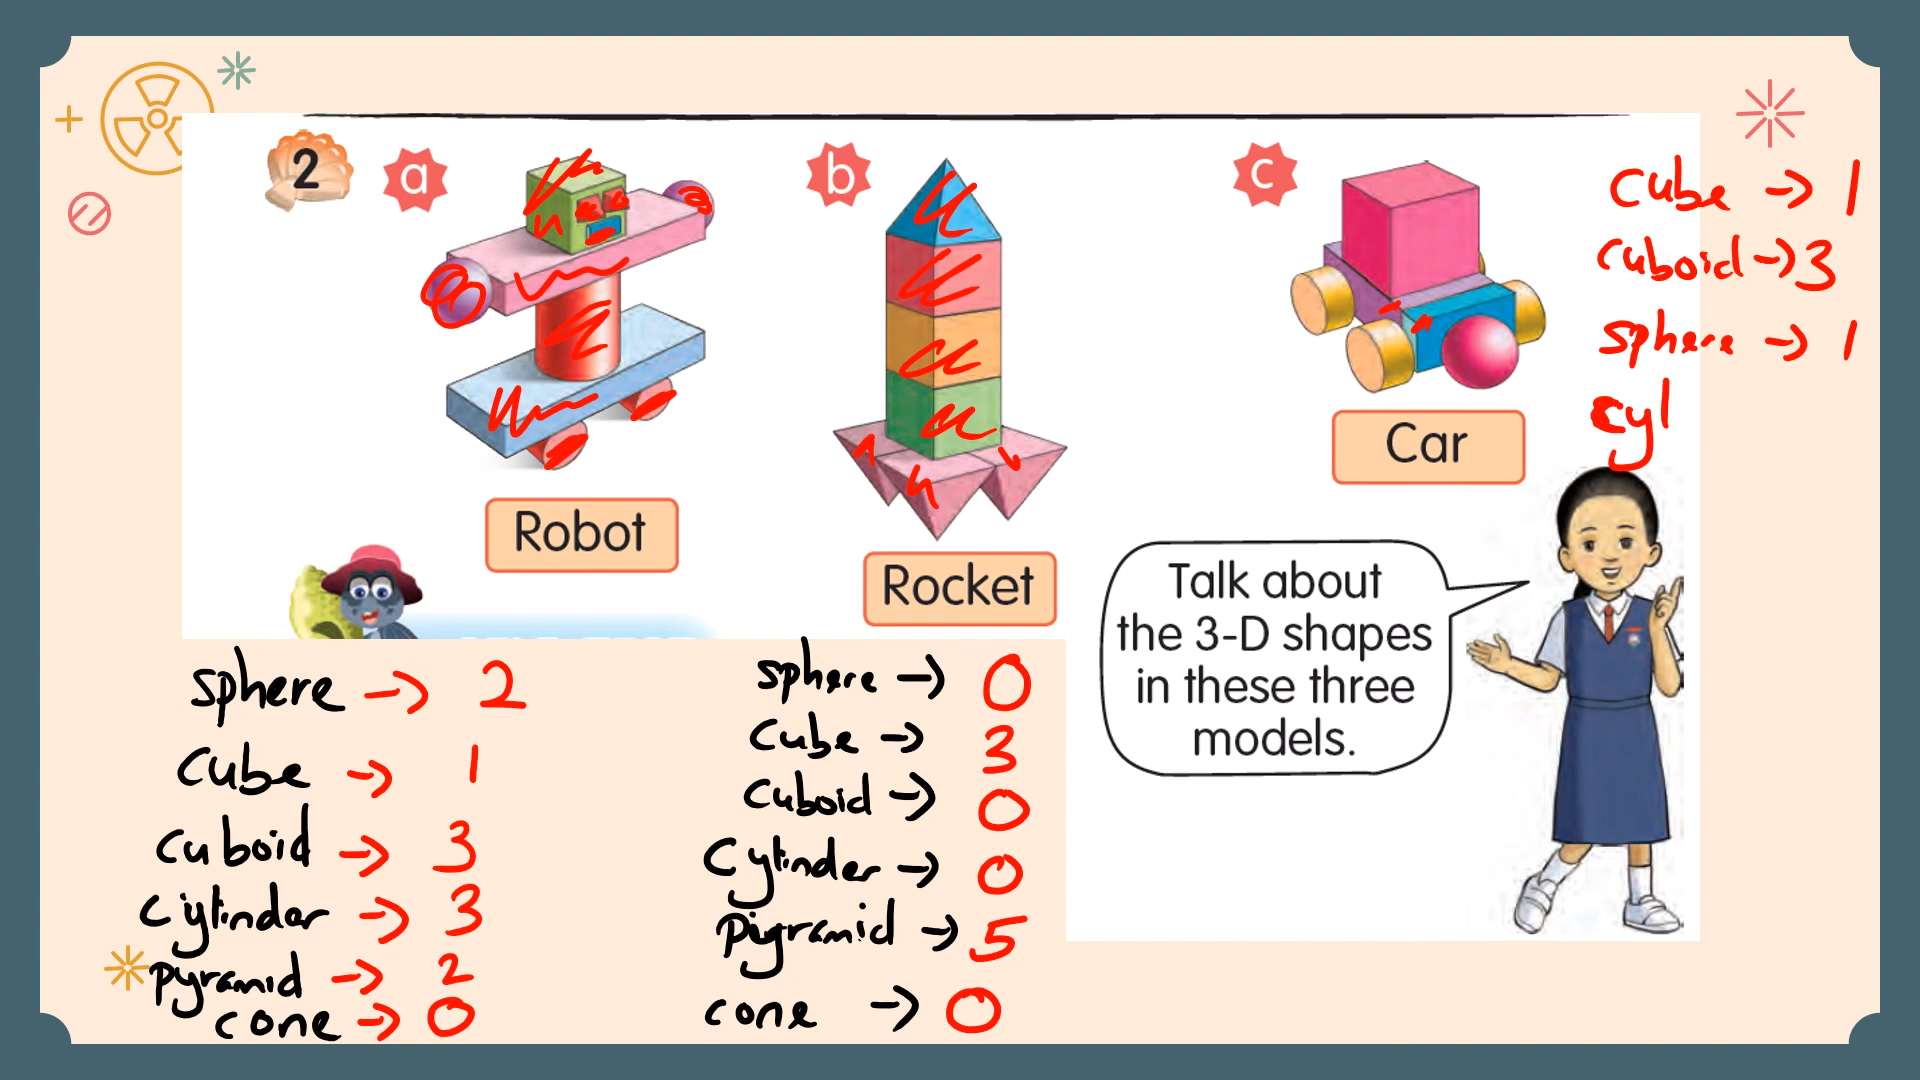 2
a
b
c
Cube -> 1
Cuboid -> 3
Sphere -> 1
cyl
Car
Robot
Rocket
Talk about
the 3-D shapes
in these three
models.
sphere -> 2
Cube -> 1
Cuboid -> 3
Cylinder -> 3
pyramid -> 2
cone -> 0
sphere -> 0
Cube -> 3
Cuboid -> 0
Cylinder -> 0
Pyramid -> 5
cone -> 0